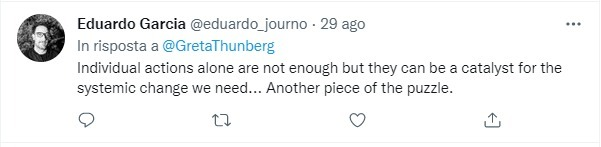 Eduardo Garcia @eduardo_journo · 29 ago
In risposta a @GretaThunberg
Individual actions alone are not enough but they can be a catalyst for the
systemic change we need... Another piece of the puzzle.